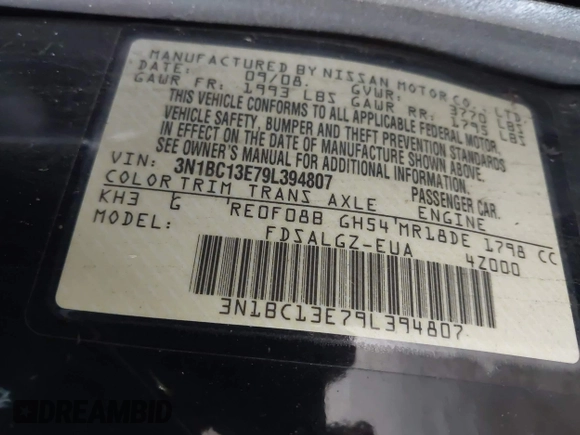 MANUFACTURED BY NISSAN MOTOR CO., LTD.
DATE: 09/08. GVWR: 3770 LBS
GAWR FR: 1993 LBS GAWR RR: 1795 LBS
THIS VEHICLE CONFORMS TO ALL APPLICABLE FEDERAL MOTOR
VEHICLE SAFETY, BUMPER AND THEFT PREVENTION STANDARDS
IN EFFECT ON THE DATE OF MANUFACTURE SHOWN ABOVE.
SEE OWNER'S MANUAL FOR ADDITIONAL INFORMATION.
VIN: 3N1BC13E79L394807 PASSENGER CAR.
COLOR TRIM TRANS AXLE ENGINE
KH3 G RE0F08B GH54 MR18DE 1798 CC
MODEL: FDSALGZ-EUA 4Z000
3N1BC13E79L394807
DREAMBID